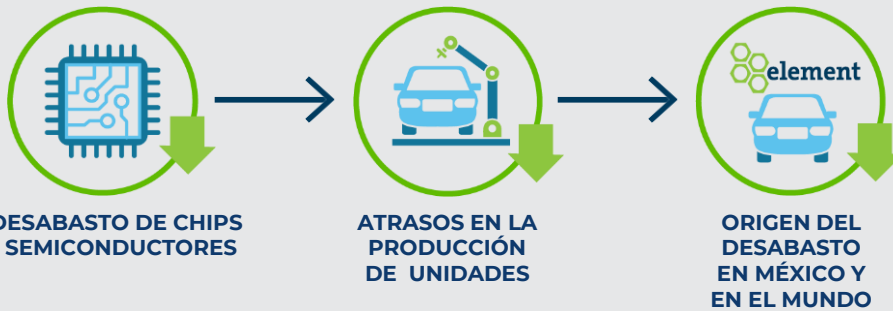 element
DESABASTO DE CHIPS
SEMICONDUCTORES
ATRASOS EN LA
PRODUCCIÓN
DE UNIDADES
ORIGEN DEL
DESABASTO
EN MÉXICO Y
EN EL MUNDO